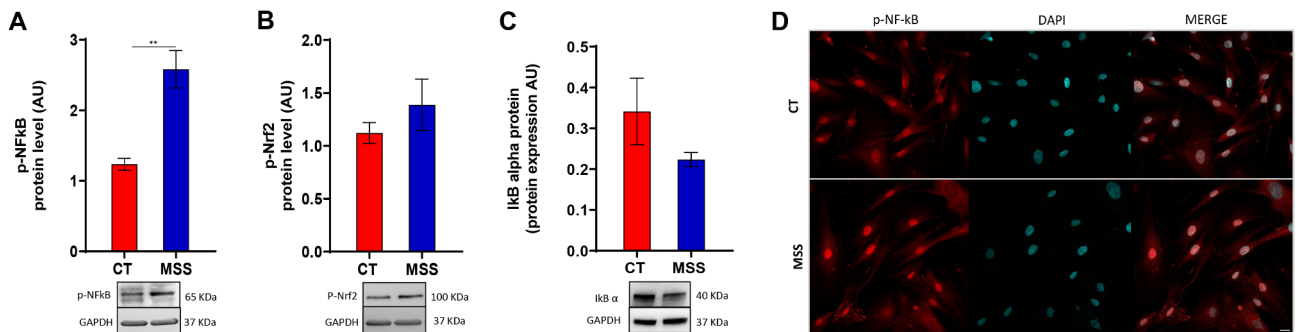 A
p-NFkB
protein level (AU)
3
2
1
0
**
CT
MSS
p-NFkB
65 KDa
GAPDH
37 KDa
B
p-Nrf2
protein level (AU)
2.0
1.5
1.0
0.5
0.0
CT
MSS
P-Nrf2
100 KDa
GAPDH
37 KDa
C
IkB alpha protein
(protein expression AU)
0.5
0.4
0.3
0.2
0.1
0.0
CT
MSS
IkB α
40 KDa
GAPDH
37 KDa
D
p-NF-kB
DAPI
MERGE
CT
MSS